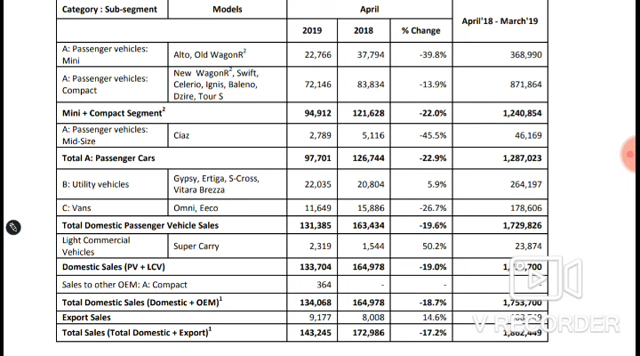 Category : Sub-segment Models April April'18 - March'19
2019 2018 % Change
A: Passenger vehicles: Mini Alto, Old WagonR² 22,766 37,794 -39.8% 368,990
A: Passenger vehicles: Compact New WagonR², Swift, Celerio, Ignis, Baleno, Dzire, Tour S 72,146 83,834 -13.9% 871,864
Mini + Compact Segment² 94,912 121,628 -22.0% 1,240,854
A: Passenger vehicles: Mid-Size Ciaz 2,789 5,116 -45.5% 46,169
Total A: Passenger Cars 97,701 126,744 -22.9% 1,287,023
B: Utility vehicles Gypsy, Ertiga, S-Cross, Vitara Brezza 22,035 20,804 5.9% 264,197
C: Vans Omni, Eeco 11,649 15,886 -26.7% 178,606
Total Domestic Passenger Vehicle Sales 131,385 163,434 -19.6% 1,729,826
Light Commercial Vehicles Super Carry 2,319 1,544 50.2% 23,874
Domestic Sales (PV + LCV) 133,704 164,978 -19.0%
Sales to other OEM: A: Compact 364 - -
Total Domestic Sales (Domestic + OEM)¹ 134,068 164,978 -18.7% 1,753,700
Export Sales 9,177 8,008 14.6%
Total Sales (Total Domestic + Export)¹ 143,245 172,986 -17.2% 1,862,449
V RECORDER